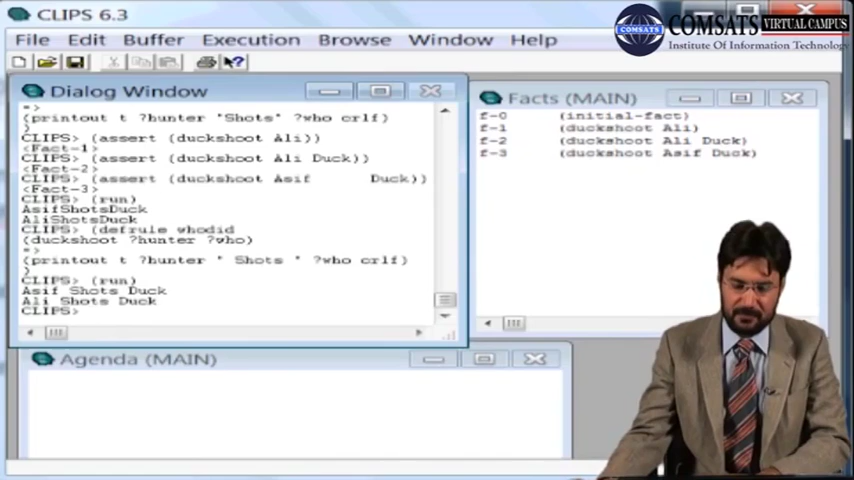 CLIPS 6.3
COMSATS VIRTUAL CAMPUS
Institute Of Information Technology
File Edit Buffer Execution Browse Window Help
Dialog Window
=>
(printout t ?hunter "Shots" ?who crlf)
)
CLIPS> (assert (duckshoot Ali))
<Fact-1>
CLIPS> (assert (duckshoot Ali Duck))
<Fact-2>
CLIPS> (assert (duckshoot Asif Duck))
<Fact-3>
CLIPS> (run)
AsifShotsDuck
AliShotsDuck
CLIPS> (defrule whodid
(duckshoot ?hunter ?who)
=>
(printout t ?hunter " Shots " ?who crlf)
)
CLIPS> (run)
Asif Shots Duck
Ali Shots Duck
CLIPS>
Facts (MAIN)
f-0 (initial-fact)
f-1 (duckshoot Ali)
f-2 (duckshoot Ali Duck)
f-3 (duckshoot Asif Duck)
Agenda (MAIN)